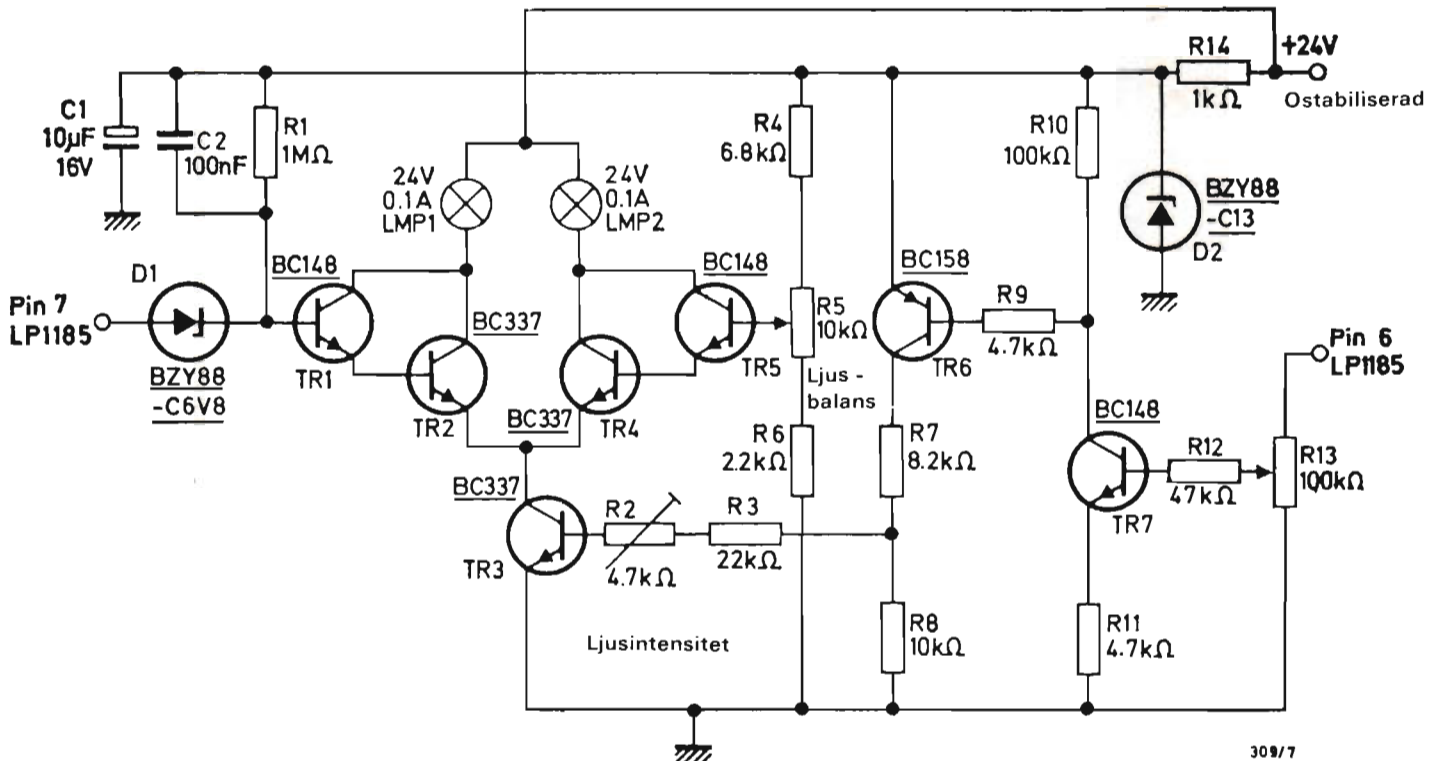 R14
+24V
1kΩ
Ostabiliserad
C1
10µF
16V
C2
100nF
R1
1MΩ
R4
6.8kΩ
R10
100kΩ
24V
0.1A
LMP1
24V
0.1A
LMP2
BZY88
-C13
D2
D1
BC148
BC148
BC158
Pin 7
LP1185
BC337
R5
10kΩ
R9
4.7kΩ
Pin 6
LP1185
TR1
TR5
Ljus-
balans
TR6
BZY88
-C6V8
TR2
BC337
TR4
BC148
R6
2.2kΩ
R7
8.2kΩ
R12
47kΩ
R13
100kΩ
BC337
R2
4.7kΩ
R3
22kΩ
TR7
TR3
Ljusintensitet
R8
10kΩ
R11
4.7kΩ
309/7